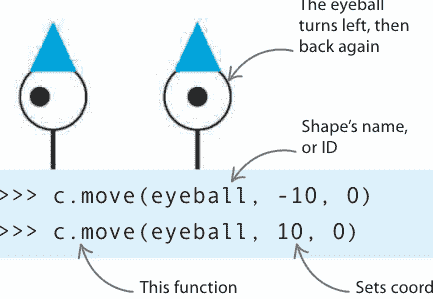 The eyeball
turns left, then
back again
Shape's name,
or ID
>>> c.move(eyeball, -10, 0)
>>> c.move(eyeball, 10, 0)
This function
Sets coord